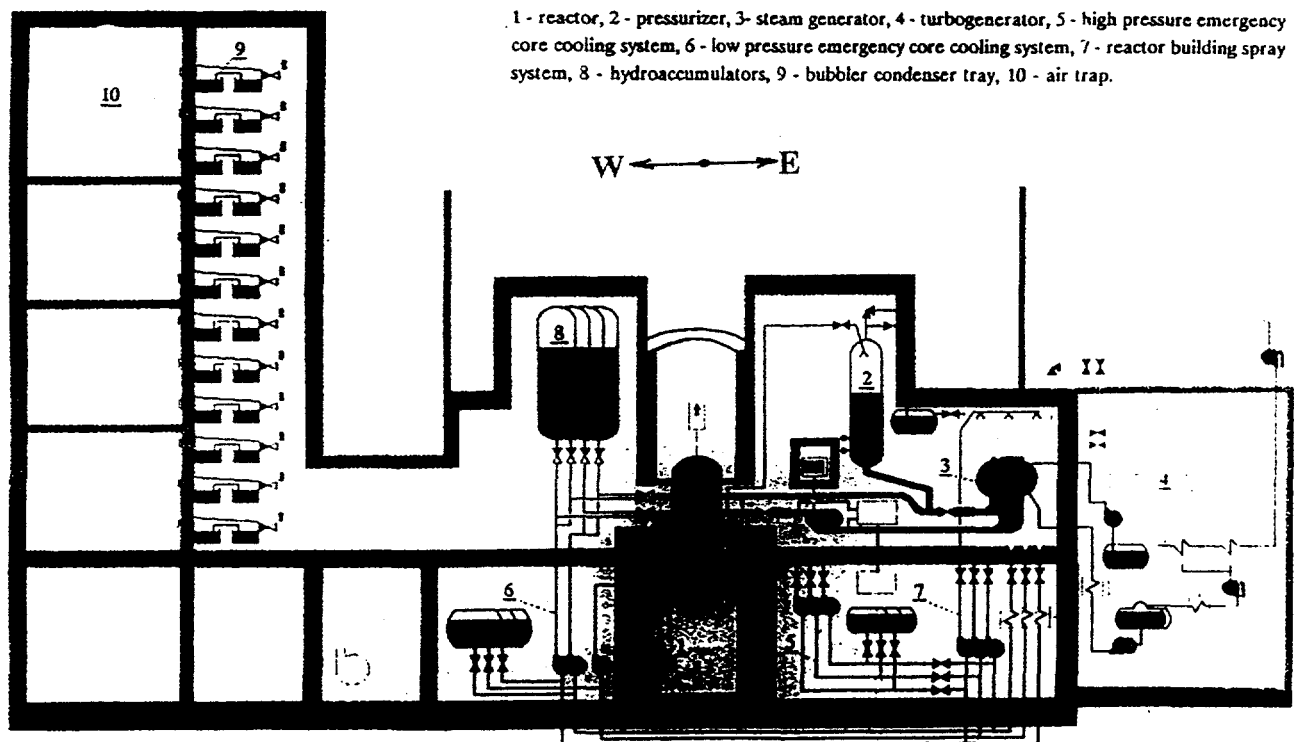 1 - reactor, 2 - pressurizer, 3- steam generator, 4 - turbogenerator, 5 - high pressure emergency
core cooling system, 6 - low pressure emergency core cooling system, 7 - reactor building spray
system, 8 - hydroaccumulators, 9 - bubbler condenser tray, 10 - air trap.
9
10
W E
8
2
II
3
4
6
7
1
5